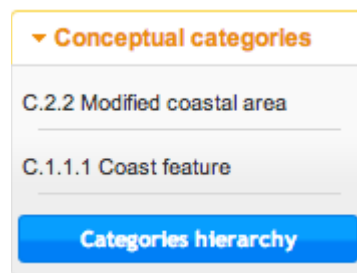 Conceptual categories
C.2.2 Modified coastal area
C.1.1.1 Coast feature
Categories hierarchy